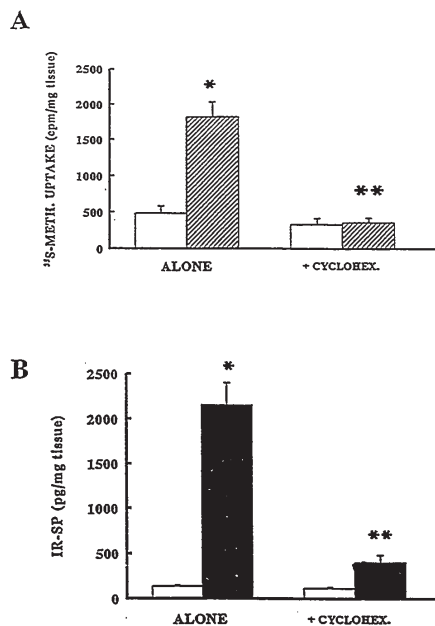 A
³⁵S-METH. UPTAKE (cpm/mg tissue)
2500
2000
1500
1000
500
0
*
**
ALONE
+ CYCLOHEX.
B
IR-SP (pg/mg tissue)
2500
2000
1500
1000
500
0
*
**
ALONE
+ CYCLOHEX.